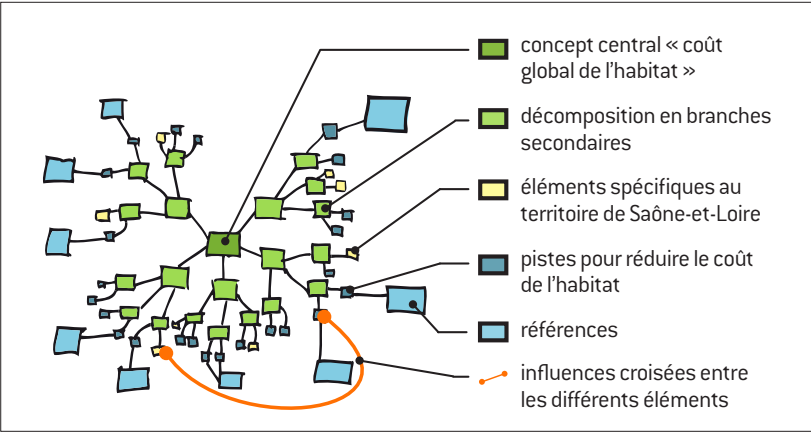 concept central « coût
global de l'habitat »
décomposition en branches
secondaires
éléments spécifiques au
territoire de Saône-et-Loire
pistes pour réduire le coût
de l'habitat
références
influences croisées entre
les différents éléments